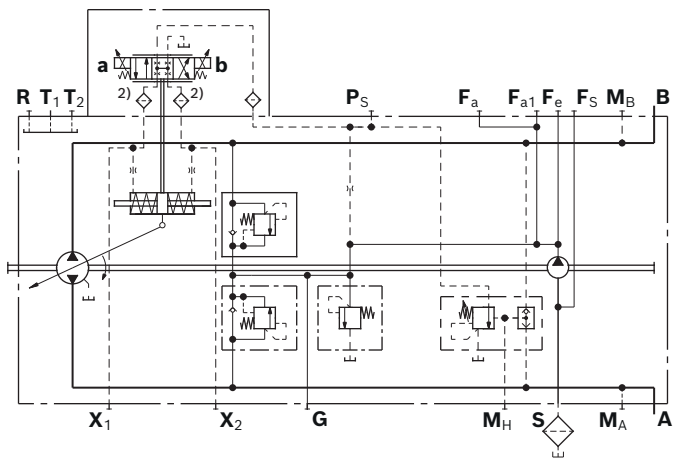 a b
2) 2)
R T1 T2 PS Fa Fa1 Fe FS MB B
X1 X2 G MH S MA A